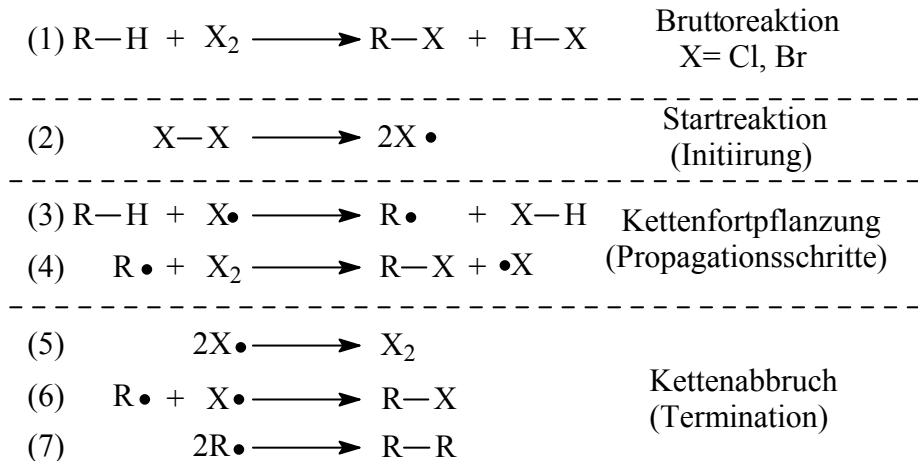 (1) R—H + X₂ ⟶ R—X + H—X
Bruttoreaktion
X= Cl, Br
(2) X—X ⟶ 2X •
Startreaktion
(Initiirung)
(3) R—H + X• ⟶ R • + X—H
(4) R • + X₂ ⟶ R—X + •X
Kettenfortpflanzung
(Propagationsschritte)
(5) 2X• ⟶ X₂
(6) R • + X• ⟶ R—X
(7) 2R• ⟶ R—R
Kettenabbruch
(Termination)